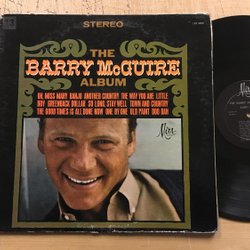 STEREO
THE
BARRY McGUIRE
ALBUM
OH, MISS MARY BANJO ANOTHER COUNTRY THE WAY YOU ARE LITTLE
BOY GREENBACK DOLLAR SO LONG, STAY WELL TOWN AND COUNTRY
THE GOOD TIMES IS ALL DONE NOW ONE BY ONE OLD PAINT DOO DAH
Mira